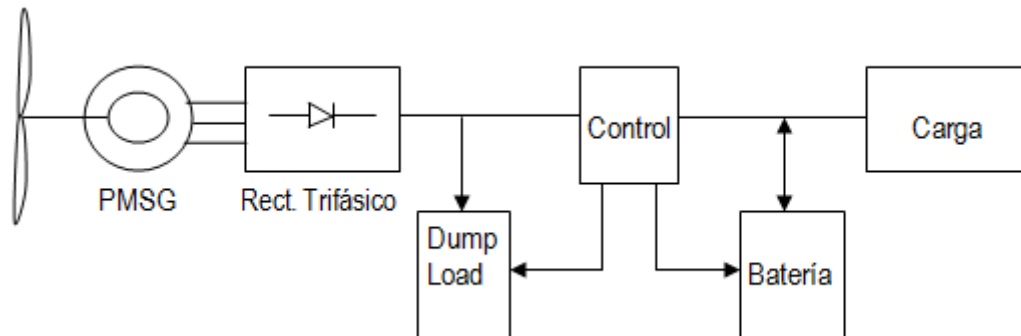 PMSG
Rect. Trifásico
Control
Carga
Dump
Load
Batería